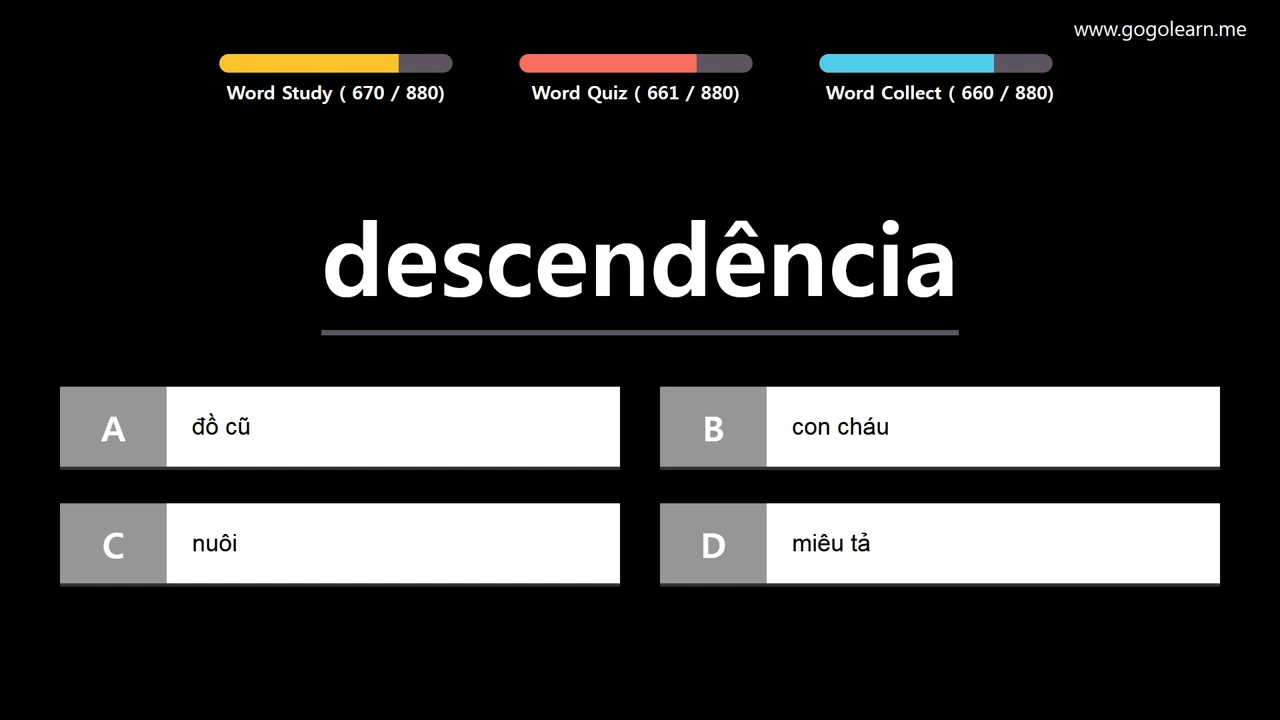 www.gogolearn.me
Word Study ( 670 / 880)
Word Quiz ( 661 / 880)
Word Collect ( 660 / 880)
descendência
A đồ cũ
B con cháu
C nuôi
D miêu tả